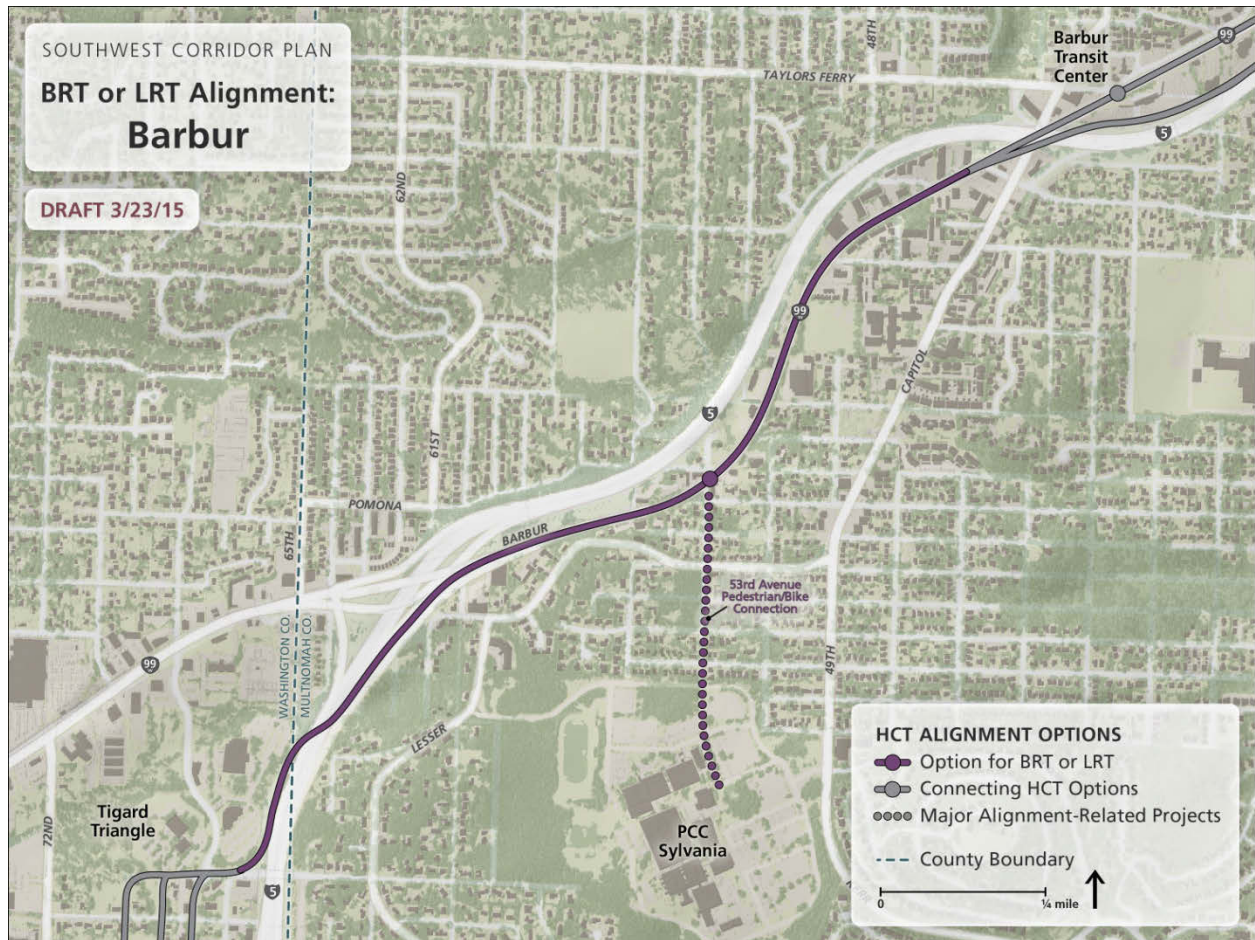 SOUTHWEST CORRIDOR PLAN
BRT or LRT Alignment:
Barbur
DRAFT 3/23/15
48TH
Barbur
Transit
Center
99
TAYLORS FERRY
5
62ND
99
CAPITOL
5
61ST
POMONA
BARBUR
65TH
53rd Avenue
Pedestrian/Bike
Connection
WASHINGTON CO.
MULTNOMAH CO.
99
49TH
LESSER
Tigard
Triangle
72ND
PCC
Sylvania
5
HCT ALIGNMENT OPTIONS
Option for BRT or LRT
Connecting HCT Options
Major Alignment-Related Projects
County Boundary
0
¼ mile